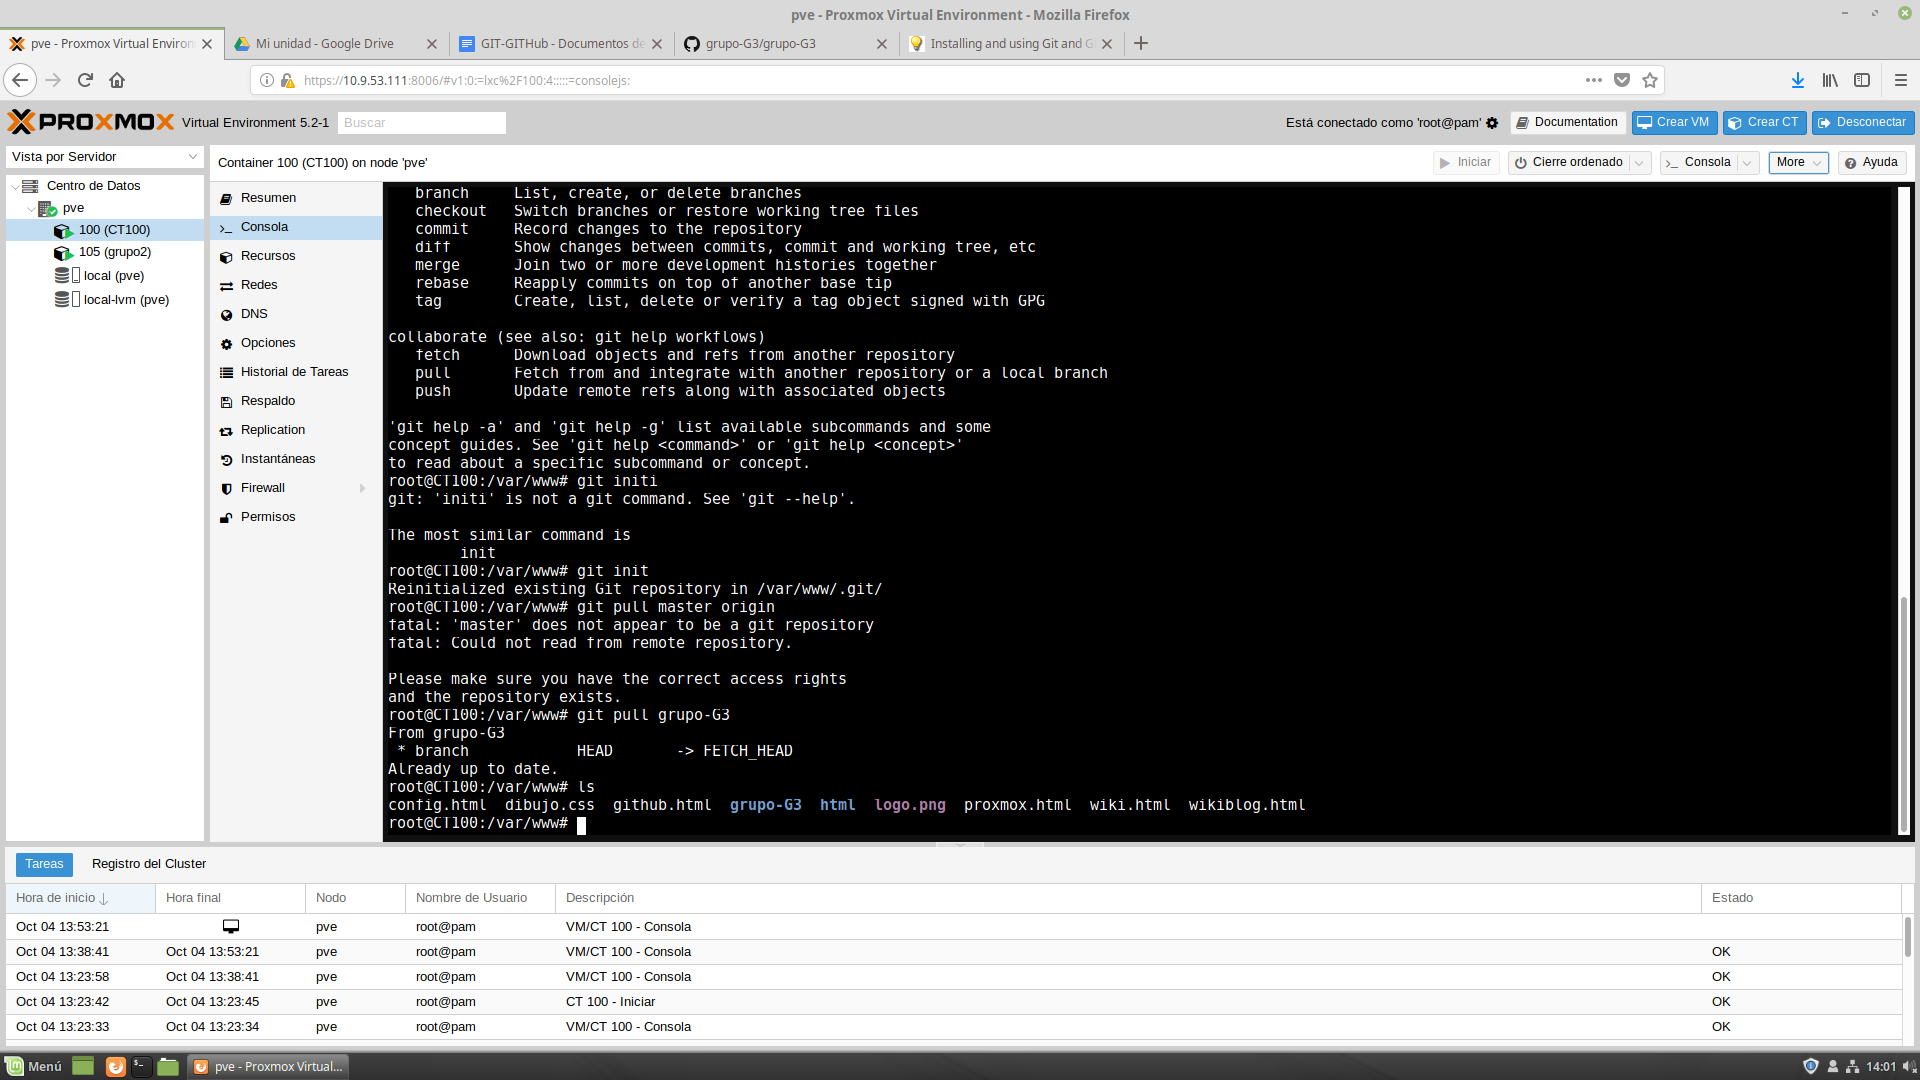 pve - Proxmox Virtual Environment - Mozilla Firefox
pve - Proxmox Virtual Environ
Mi unidad - Google Drive
GIT-GITHub - Documentos de
grupo-G3/grupo-G3
Installing and using Git and G
https://10.9.53.111:8006/#v1:0:=lxc%2F100:4:::::=consolejs:
PROXMOX Virtual Environment 5.2-1
Buscar
Está conectado como 'root@pam'
Documentation
Crear VM
Crear CT
Desconectar
Vista por Servidor
Container 100 (CT100) on node 'pve'
Iniciar
Cierre ordenado
Consola
More
Ayuda
Centro de Datos
pve
100 (CT100)
105 (grupo2)
local (pve)
local-lvm (pve)
Resumen
Consola
Recursos
Redes
DNS
Opciones
Historial de Tareas
Respaldo
Replication
Instantáneas
Firewall
Permisos
branch List, create, or delete branches
checkout Switch branches or restore working tree files
commit Record changes to the repository
diff Show changes between commits, commit and working tree, etc
merge Join two or more development histories together
rebase Reapply commits on top of another base tip
tag Create, list, delete or verify a tag object signed with GPG
collaborate (see also: git help workflows)
fetch Download objects and refs from another repository
pull Fetch from and integrate with another repository or a local branch
push Update remote refs along with associated objects
'git help -a' and 'git help -g' list available subcommands and some
concept guides. See 'git help <command>' or 'git help <concept>'
to read about a specific subcommand or concept.
root@CT100:/var/www# git initi
git: 'initi' is not a git command. See 'git --help'.
The most similar command is
init
root@CT100:/var/www# git init
Reinitialized existing Git repository in /var/www/.git/
root@CT100:/var/www# git pull master origin
fatal: 'master' does not appear to be a git repository
fatal: Could not read from remote repository.
Please make sure you have the correct access rights
and the repository exists.
root@CT100:/var/www# git pull grupo-G3
From grupo-G3
* branch HEAD -> FETCH_HEAD
Already up to date.
root@CT100:/var/www# ls
config.html dibujo.css github.html grupo-G3 html logo.png proxmox.html wiki.html wikiblog.html
root@CT100:/var/www#
Tareas
Registro del Cluster
Hora de inicio Hora final Nodo Nombre de Usuario Descripción Estado
Oct 04 13:53:21 pve root@pam VM/CT 100 - Consola
Oct 04 13:38:41 Oct 04 13:53:21 pve root@pam VM/CT 100 - Consola OK
Oct 04 13:23:58 Oct 04 13:38:41 pve root@pam VM/CT 100 - Consola OK
Oct 04 13:23:42 Oct 04 13:23:45 pve root@pam CT 100 - Iniciar OK
Oct 04 13:23:33 Oct 04 13:23:34 pve root@pam VM/CT 100 - Consola OK
Menú
pve - Proxmox Virtual...
14:01